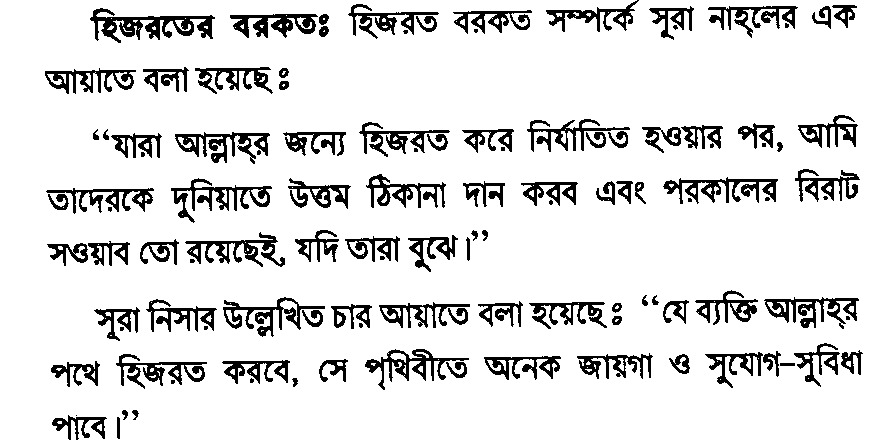 হিজরতের বরকতঃ হিজরত বরকত সম্পর্কে সূরা নাহ্‌লের এক
আয়াতে বলা হয়েছে ঃ
“যারা আল্লাহ্‌র জন্যে হিজরত করে নির্যাতিত হওয়ার পর, আমি
তাদেরকে দুনিয়াতে উত্তম ঠিকানা দান করব এবং পরকালের বিরাট
সওয়াব তো রয়েছেই, যদি তারা বুঝে।”
সূরা নিসার উল্লেখিত চার আয়াতে বলা হয়েছে ঃ “যে ব্যক্তি আল্লাহ্‌র
পথে হিজরত করবে, সে পৃথিবীতে অনেক জায়গা ও সুযোগ-সুবিধা
পাবে।”